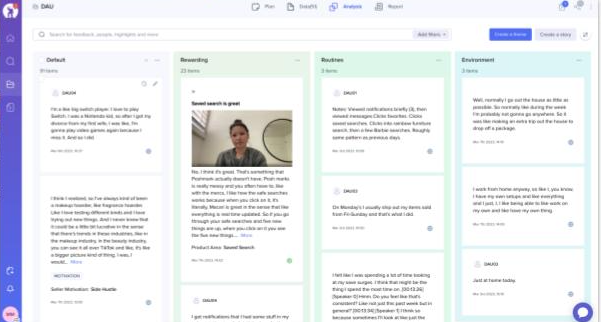 DAU
Plan
Data(51)
Analysis
Report
Search for feedback, people, highlights and more
Add filters
Create a theme
Create a story
Default
Rewarding
23 items
Routines
3 items
Environment
3 items
DAU04
I'm a like big switch player. I love to play
Switch. I was a Nintendo kid, so after I got my
divorce from my first wife, I was like, I'm
gonna play video games again because I
miss it. And so I did
I think I realized, so I've always kind of been
a makeup hoarder, like fragrance hoarder.
Like I love testing different kinds and I have
trying out new things. And I never know that
it could be a little bit lucrative in the sense
that there's trends in these industries, like in
the makeup industry, in the beauty industry,
you can see it all over TikTok and like, it's like
a bigger picture kind of thing. I was, I
would... More
MOTIVATION
Seller Motivation: Side Hustle
Saved search is great
No, I think it's great. That's something that
Poshmark actually doesn't have. Posh marks
is really messy and you often have to, like
with the mercs, I like how the safe searches
works because when you click on it, it's
literally, Mercari is great in the sense that like
everything is real time updated. So if you go
through your safe searches and five new
things are up, when you click on it you see
the five new things.... More
Product Area: Saved Search
DAU04
I get notifications that I had some stuff in my
DAU01
Notes: Viewed notifications briefly (3), then
viewed messages Clicks favorites. Clicks
saved searches. Clicks into rainbow furniture
search, then a few Barbie searches. Roughly
same pattern as previous days.
DAU03
On Monday's I usually ship out my items sold
from Fri-Sunday and that's what I did.
I felt like I was spending a lot of time looking
at my save surges. I think that might be the
thing I spend the most time on. [00:13:26]
[Speaker 0] Hmm. Do you feel like that's
consistent? Like not just the past week but in
general? [00:13:34] [Speaker 1] I think so
because sometimes I'll look at like just the
Well, normally I go out the house as little as
possible. So normally like during the week
I'm probably not gonna go anywhere. So it
was like making an extra trip out the house to
drop off a package.
I work from home anyway, so like I, you know,
I have my own setups and like everything
and I just, I, I like being able to like work on
my own and like have my own thing.
DAU03
Just at home today.